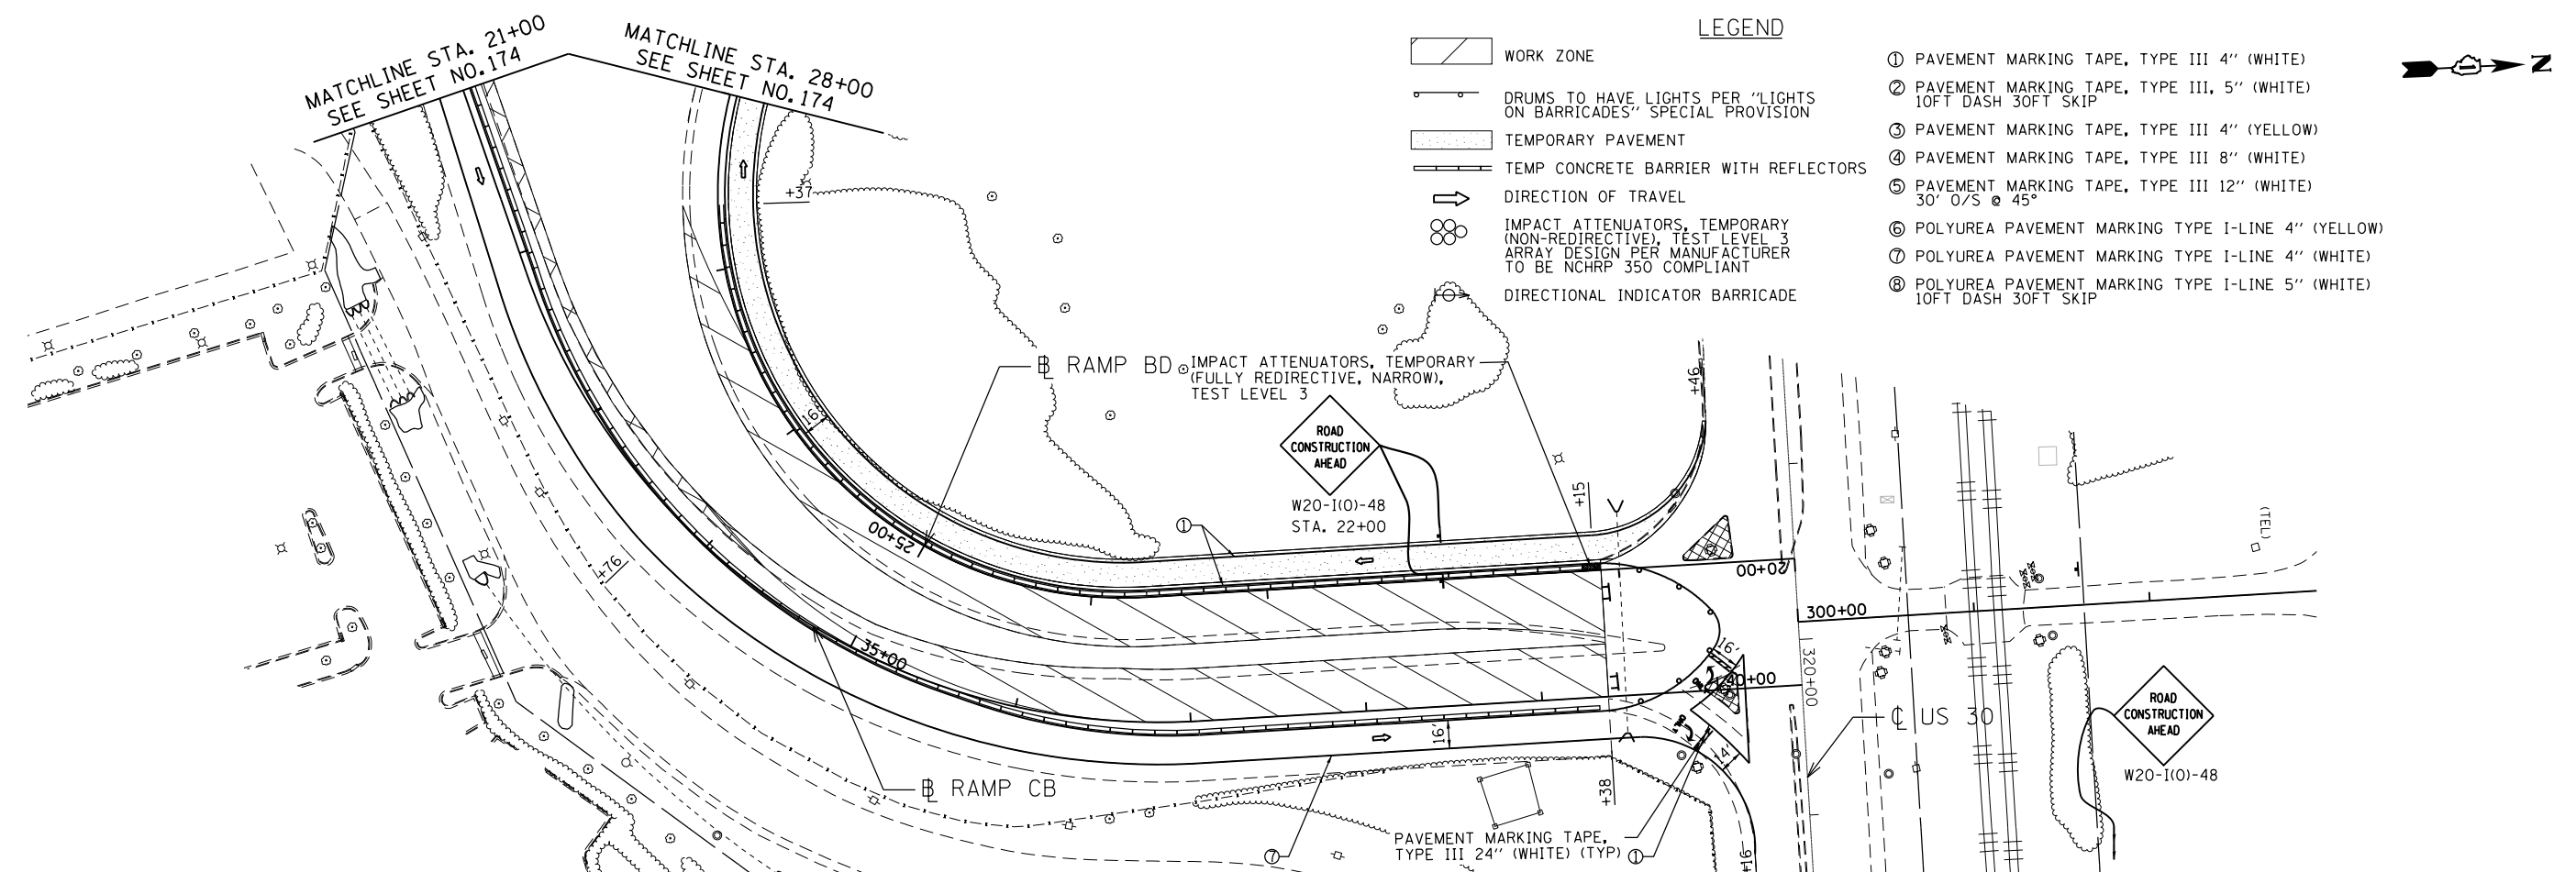 MATCHLINE STA. 21+00
SEE SHEET NO.174
MATCHLINE STA. 28+00
SEE SHEET NO.174
LEGEND
WORK ZONE
DRUMS TO HAVE LIGHTS PER "LIGHTS
ON BARRICADES" SPECIAL PROVISION
TEMPORARY PAVEMENT
TEMP CONCRETE BARRIER WITH REFLECTORS
DIRECTION OF TRAVEL
IMPACT ATTENUATORS, TEMPORARY
(NON-REDIRECTIVE), TEST LEVEL 3
ARRAY DESIGN PER MANUFACTURER
TO BE NCHRP 350 COMPLIANT
DIRECTIONAL INDICATOR BARRICADE
① PAVEMENT MARKING TAPE, TYPE III 4" (WHITE)
② PAVEMENT MARKING TAPE, TYPE III, 5" (WHITE)
10FT DASH 30FT SKIP
③ PAVEMENT MARKING TAPE, TYPE III 4" (YELLOW)
④ PAVEMENT MARKING TAPE, TYPE III 8" (WHITE)
⑤ PAVEMENT MARKING TAPE, TYPE III 12" (WHITE)
30' O/S @ 45°
⑥ POLYUREA PAVEMENT MARKING TYPE I-LINE 4" (YELLOW)
⑦ POLYUREA PAVEMENT MARKING TYPE I-LINE 4" (WHITE)
⑧ POLYUREA PAVEMENT MARKING TYPE I-LINE 5" (WHITE)
10FT DASH 30FT SKIP
N
+37
BL RAMP BD
IMPACT ATTENUATORS, TEMPORARY
(FULLY REDIRECTIVE, NARROW),
TEST LEVEL 3
+46
16'
ROAD
CONSTRUCTION
AHEAD
W20-I(O)-48
STA. 22+00
+15
①
25+00
+76
20+00
300+00
(TEL)
35+00
16'
40+00
320+00
16'
14'
CL US 30
ROAD
CONSTRUCTION
AHEAD
W20-I(O)-48
BL RAMP CB
+38
⑦
PAVEMENT MARKING TAPE,
TYPE III 24" (WHITE) (TYP)
①
+16